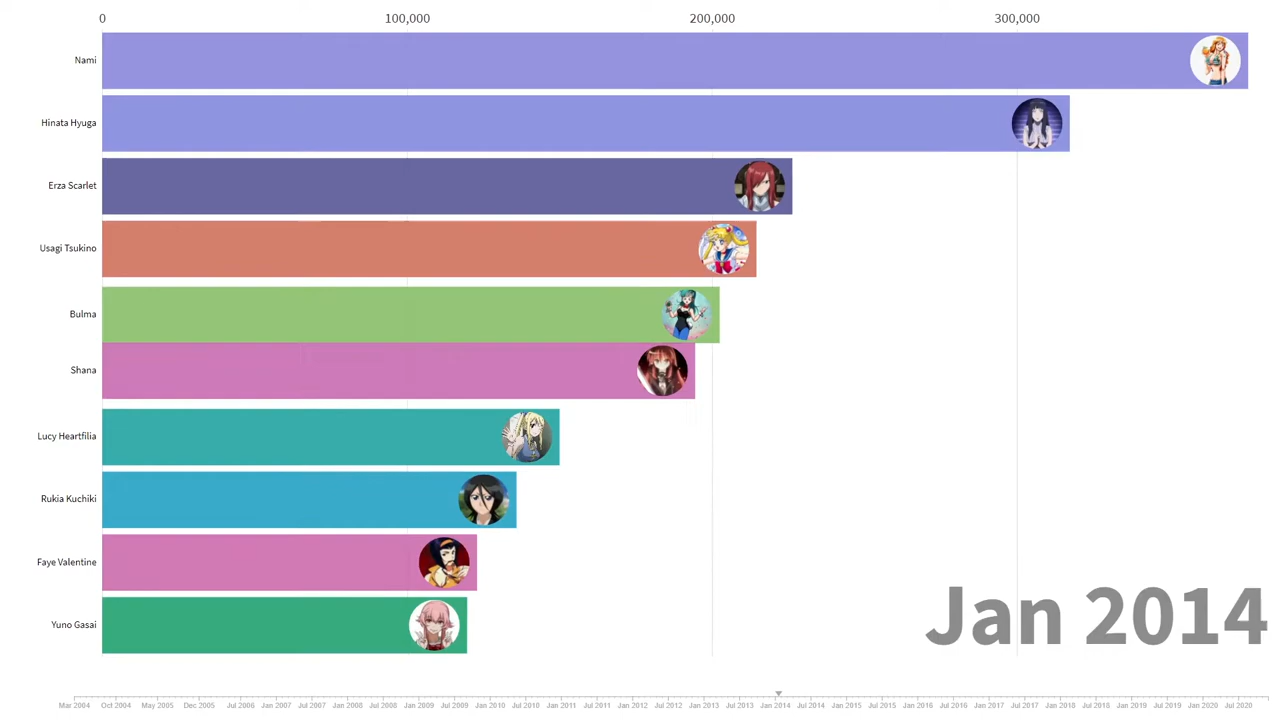 0 100,000 200,000 300,000
Nami
Hinata Hyuga
Erza Scarlet
Usagi Tsukino
Bulma
Shana
Lucy Heartfilia
Rukia Kuchiki
Faye Valentine
Yuno Gasai
Jan 2014
Mar 2004 Oct 2004 May 2005 Dec 2005 Jul 2006 Jan 2007 Jul 2007 Jan 2008 Jul 2008 Jan 2009 Jul 2009 Jan 2010 Jul 2010 Jan 2011 Jul 2011 Jan 2012 Jul 2012 Jan 2013 Jul 2013 Jan 2014 Jul 2014 Jan 2015 Jul 2015 Jan 2016 Jul 2016 Jan 2017 Jul 2017 Jan 2018 Jul 2018 Jan 2019 Jul 2019 Jan 2020 Jul 2020